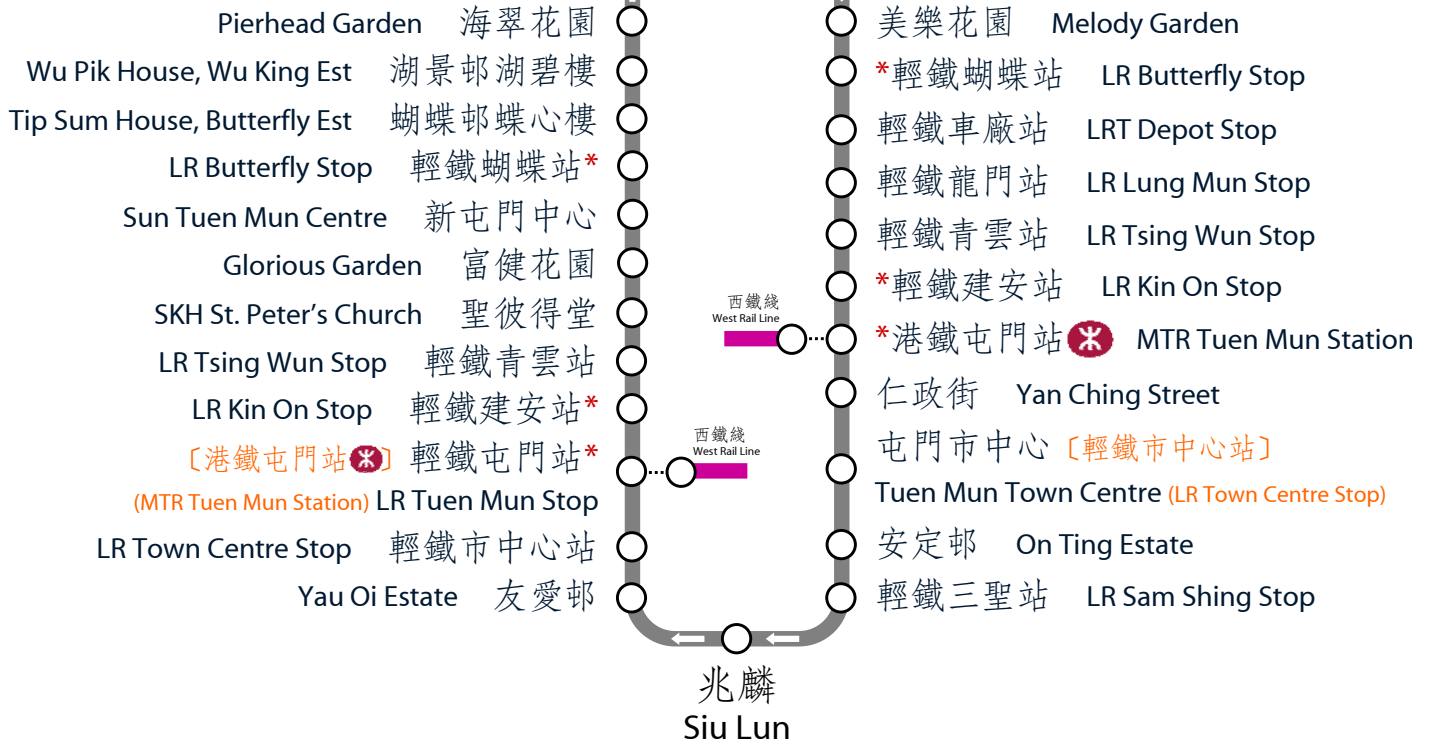 Pierhead Garden 海翠花園
Wu Pik House, Wu King Est 湖景邨湖碧樓
Tip Sum House, Butterfly Est 蝴蝶邨蝶心樓
LR Butterfly Stop 輕鐵蝴蝶站*
Sun Tuen Mun Centre 新屯門中心
Glorious Garden 富健花園
SKH St. Peter’s Church 聖彼得堂
LR Tsing Wun Stop 輕鐵青雲站
LR Kin On Stop 輕鐵建安站*
〔港鐵屯門站〕 輕鐵屯門站*
(MTR Tuen Mun Station) LR Tuen Mun Stop
LR Town Centre Stop 輕鐵市中心站
Yau Oi Estate 友愛邨
西鐵綫
West Rail Line
西鐵綫
West Rail Line
美樂花園 Melody Garden
*輕鐵蝴蝶站 LR Butterfly Stop
輕鐵車廠站 LRT Depot Stop
輕鐵龍門站 LR Lung Mun Stop
輕鐵青雲站 LR Tsing Wun Stop
*輕鐵建安站 LR Kin On Stop
*港鐵屯門站 MTR Tuen Mun Station
仁政街 Yan Ching Street
屯門市中心〔輕鐵市中心站〕
Tuen Mun Town Centre (LR Town Centre Stop)
安定邨 On Ting Estate
輕鐵三聖站 LR Sam Shing Stop
兆麟
Siu Lun